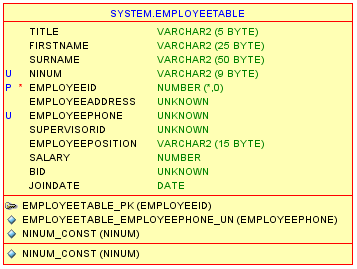 SYSTEM.EMPLOYEETABLE
TITLE VARCHAR2 (5 BYTE)
FIRSTNAME VARCHAR2 (25 BYTE)
SURNAME VARCHAR2 (50 BYTE)
U NINUM VARCHAR2 (9 BYTE)
P * EMPLOYEEID NUMBER (*,0)
EMPLOYEEADDRESS UNKNOWN
U EMPLOYEEPHONE UNKNOWN
SUPERVISORID UNKNOWN
EMPLOYEEPOSITION VARCHAR2 (15 BYTE)
SALARY NUMBER
BID UNKNOWN
JOINDATE DATE
EMPLOYEETABLE_PK (EMPLOYEEID)
EMPLOYEETABLE_EMPLOYEEPHONE_UN (EMPLOYEEPHONE)
NINUM_CONST (NINUM)
NINUM_CONST (NINUM)